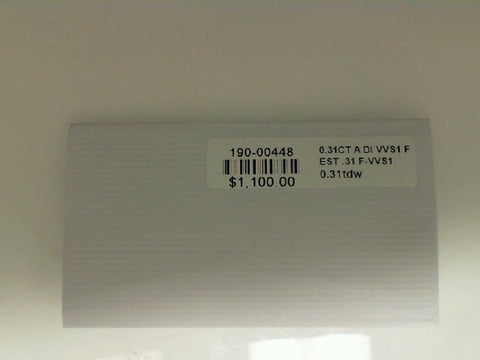 190-00448
$1,100.00
0.31CT A DI VVS1 F
EST .31 F-VVS1
0.31tdw